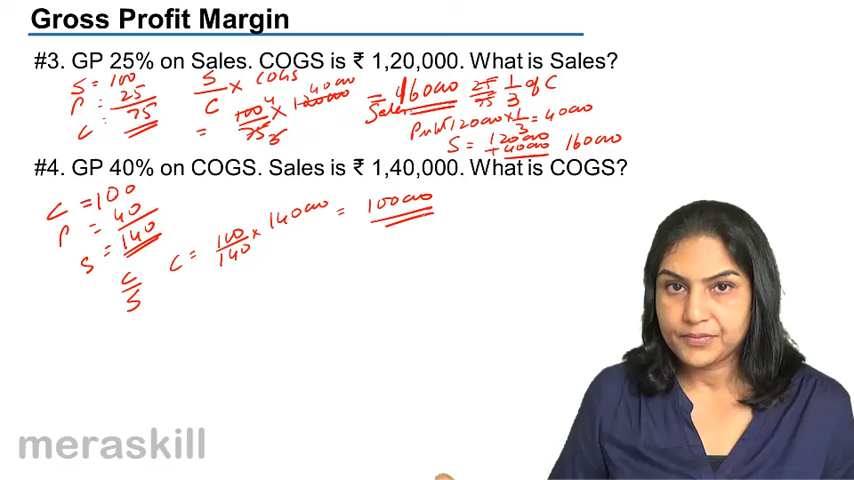 Gross Profit Margin
#3. GP 25% on Sales. COGS is ₹ 1,20,000. What is Sales?
S = 100
P = 25
C : 75
S/C × COGS
= 100/75 × 120000
4
3
40000
= 160000
Sales
25/75 1/3 of C
Profit 120000 × 1/3 = 40000
S = 120000
+ 40000 160000
#4. GP 40% on COGS. Sales is ₹ 1,40,000. What is COGS?
C = 100
P = 40
S = 140
C/S
C = 100/140 × 140000 = 100000
meraskill